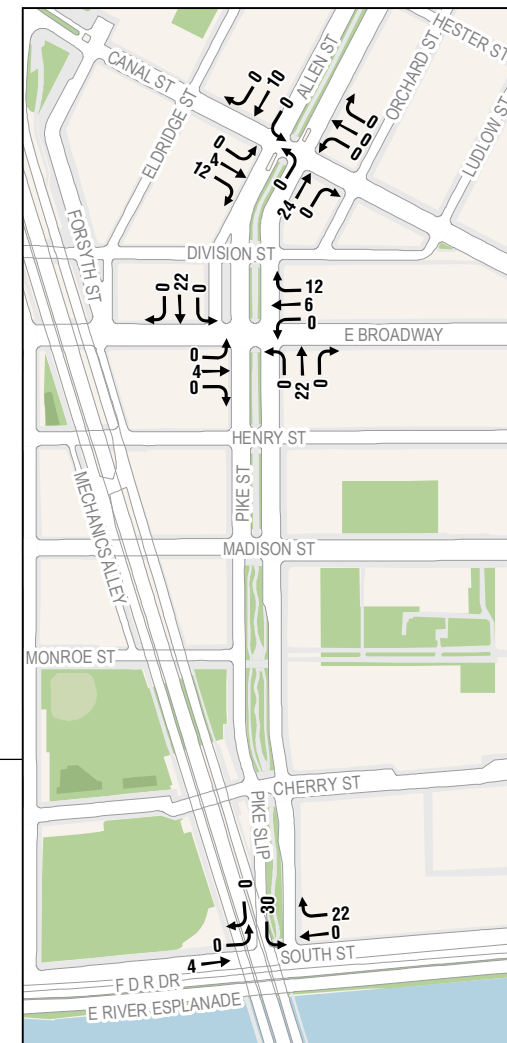 HESTER ST
CANAL ST
ALLEN ST
ORCHARD ST
LUDLOW ST
ELDRIDGE ST
0
10
0
0
0
0
0
4
12
0
24
0
FORSYTH ST
DIVISION ST
0
22
0
12
6
0
E BROADWAY
0
4
0
0
22
0
HENRY ST
PIKE ST
MECHANICS ALLEY
MADISON ST
MONROE ST
CHERRY ST
PIKE SLIP
0
30
22
0
0
4
SOUTH ST
F D R DR
E RIVER ESPLANADE